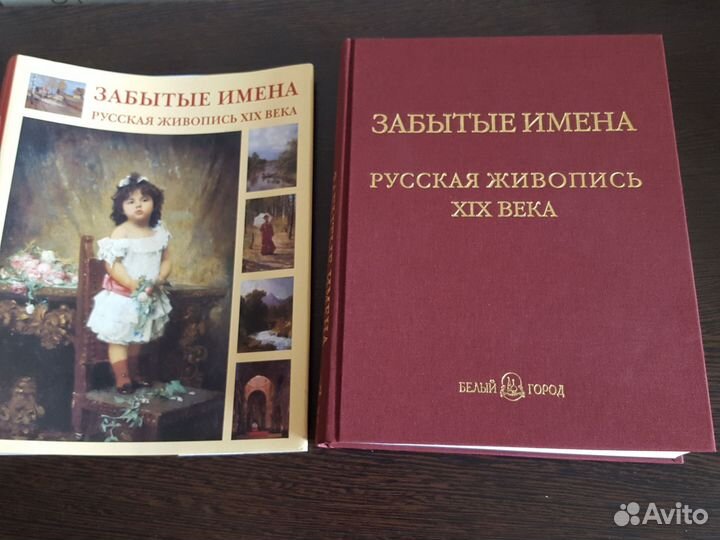 ЗАБЫТЫЕ ИМЕНА
РУССКАЯ ЖИВОПИСЬ XIX ВЕКА
ЗАБЫТЫЕ ИМЕНА
РУССКАЯ ЖИВОПИСЬ
XIX ВЕКА
БЕЛЫЙ ГОРОД
Avito